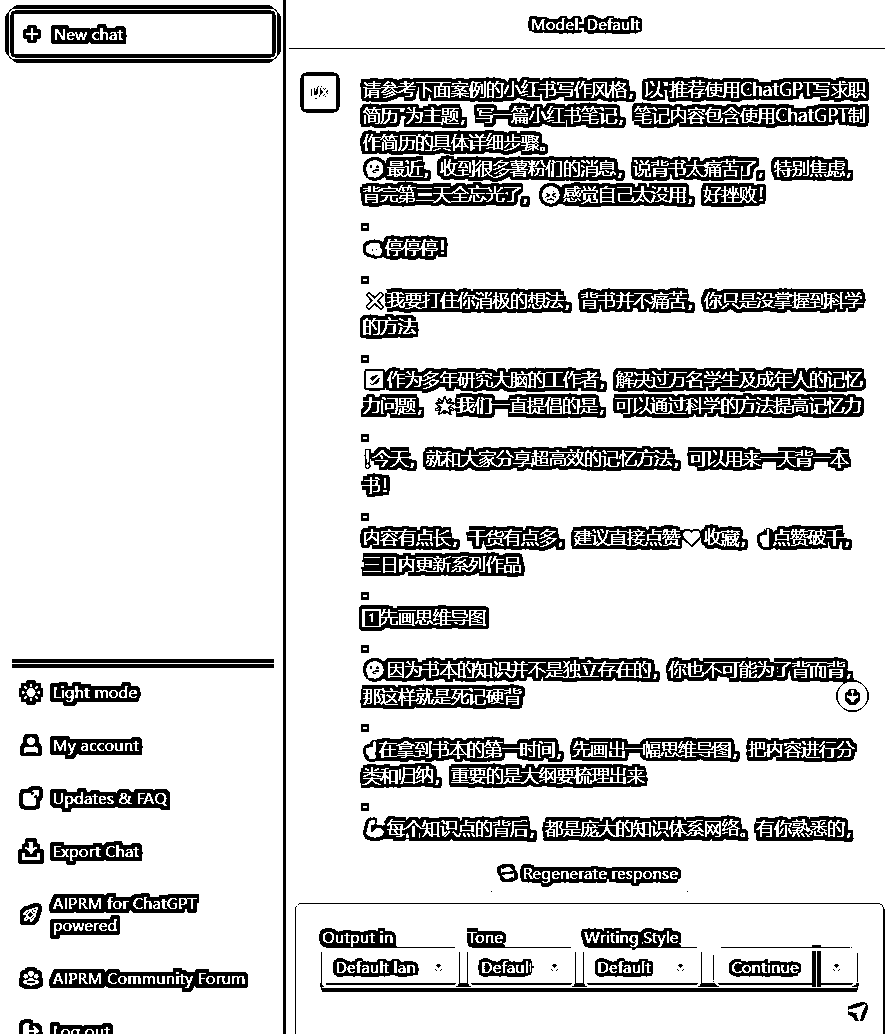 New chat
Model: Default
请参考下面案例的小红书写作风格，以"推荐使用ChatGPT写求职
简历"为主题，写一篇小红书笔记，笔记内容包含使用ChatGPT制
作简历的具体详细步骤。
最近，收到很多薯粉们的消息，说背书太痛苦了，特别焦虑，
背完第二天全忘光了，感觉自己太没用，好挫败！
停停停！
我要打住你消极的想法，背书并不痛苦，你只是没掌握到科学
的方法
作为多年研究大脑的工作者，解决过万名学生及成年人的记忆
力问题，我们一直提倡的是，可以通过科学的方法提高记忆力
今天，就和大家分享超高效的记忆方法，可以用来一天背一本
书！
内容有点长，干货有点多，建议直接点赞收藏，点赞破千，
三日内更新系列作品
1先画思维导图
因为书本的知识并不是独立存在的，你也不可能为了背而背，
那这样就是死记硬背
在拿到书本的第一时间，先画出一幅思维导图，把内容进行分
类和归纳，重要的是大纲要梳理出来
每个知识点的背后，都是庞大的知识体系网络。有你熟悉的，
Light mode
My account
Updates & FAQ
Export Chat
AIPRM for ChatGPT
powered
AIPRM Community Forum
Log out
Regenerate response
Output in
Tone
Writing Style
Default lan
Default
Default
Continue